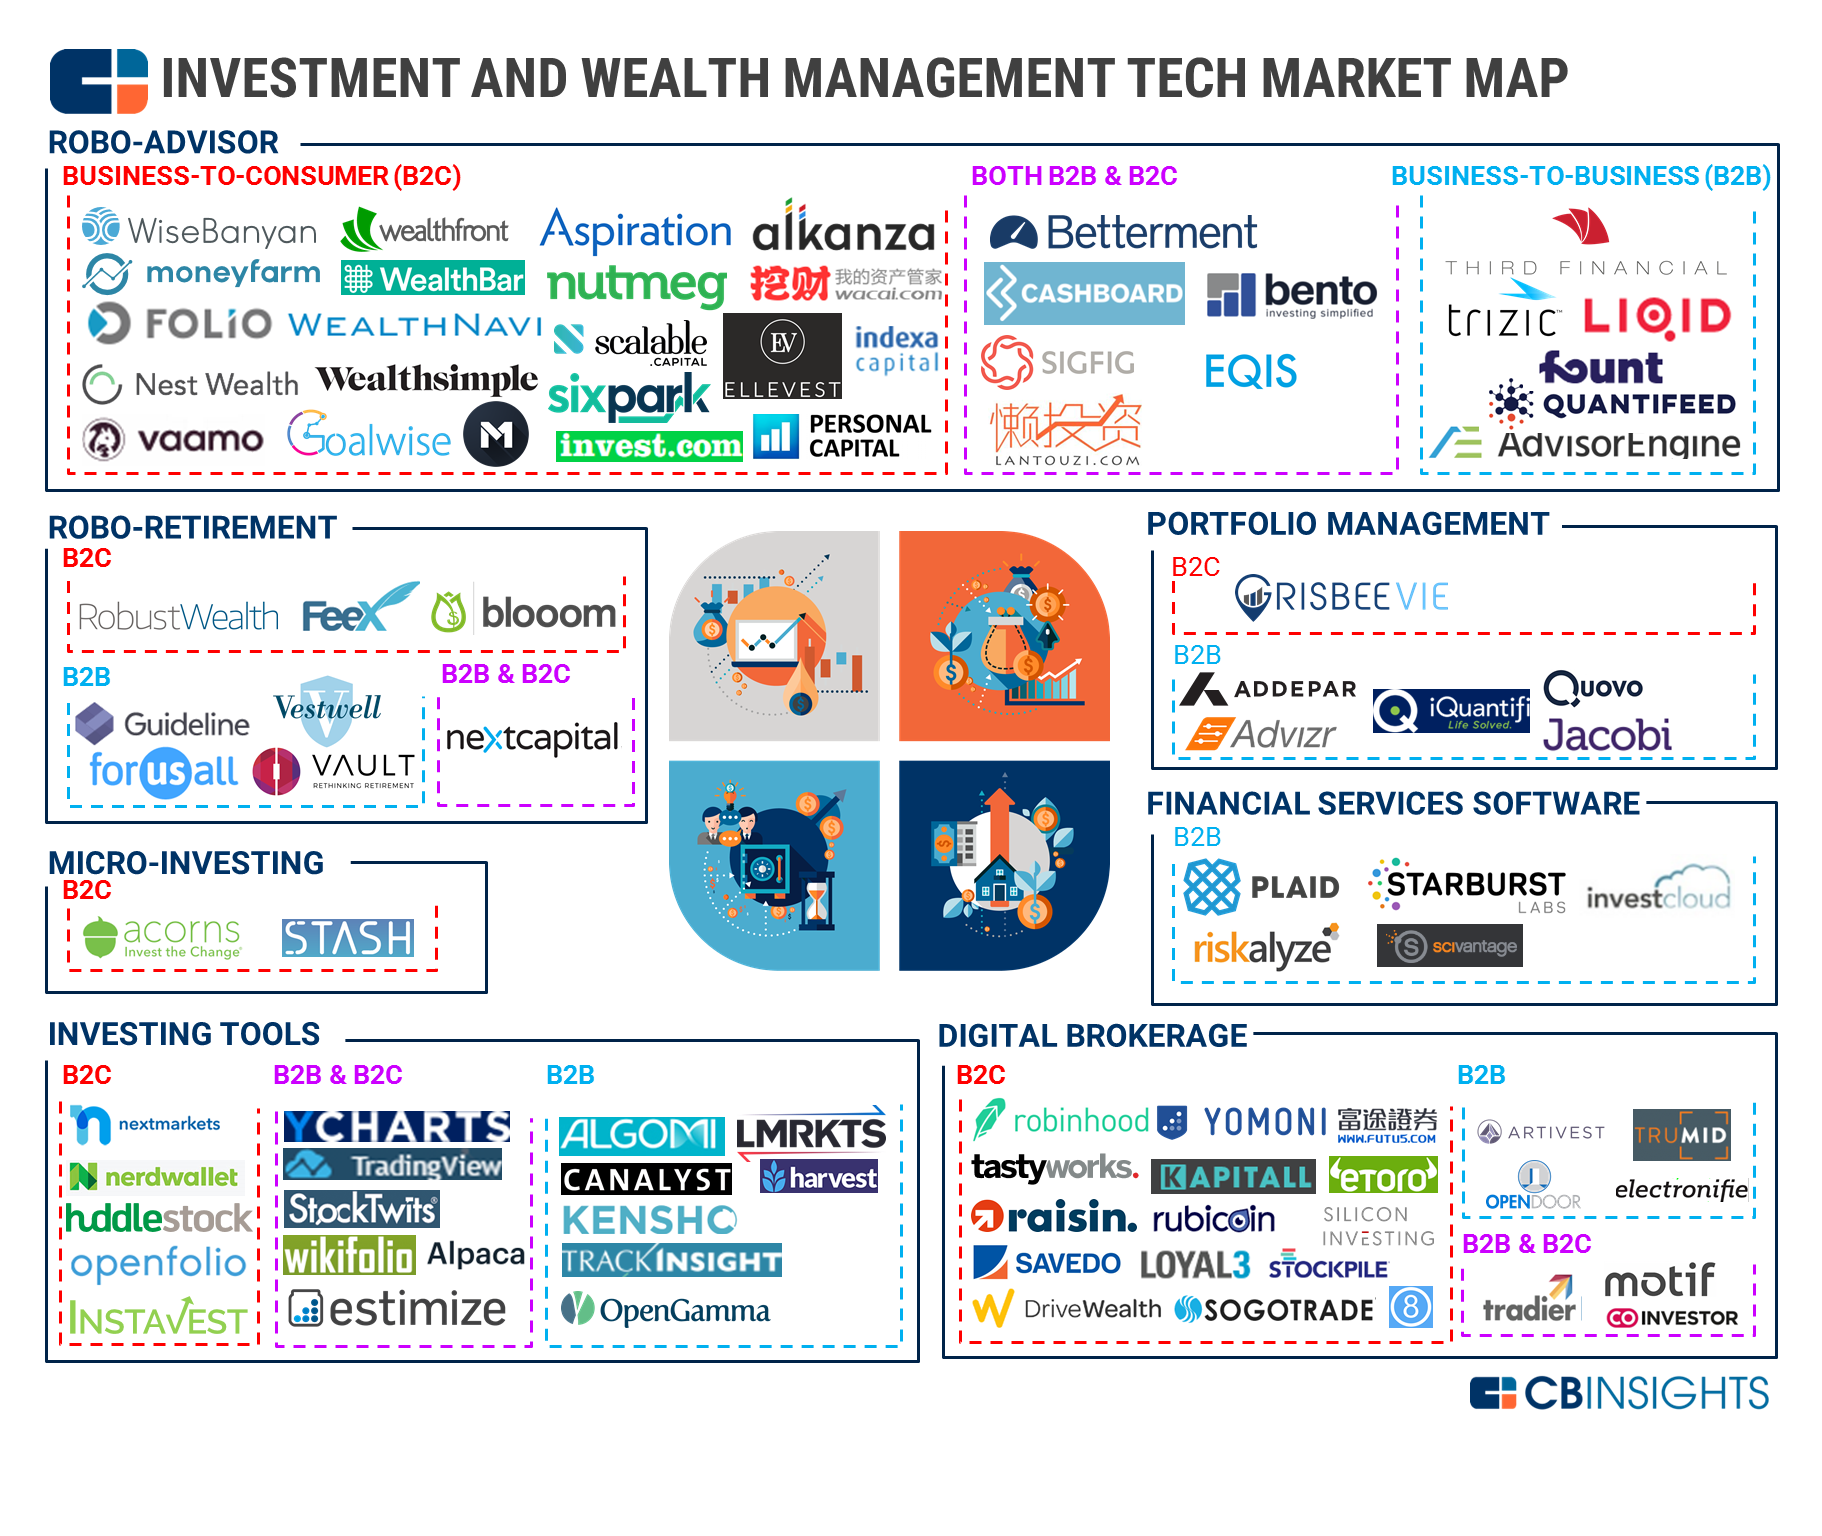 INVESTMENT AND WEALTH MANAGEMENT TECH MARKET MAP
ROBO-ADVISOR
BUSINESS-TO-CONSUMER (B2C)
WiseBanyan
wealthfront
Aspiration
alkanza
moneyfarm
WealthBar
nutmeg
挖财 我的资产管家
wacai.com
FOLiO
WEALTHNAVI
scalable
.CAPITAL
EV
ELLEVEST
indexa
capital
Nest Wealth
Wealthsimple
sixpark
vaamo
Goalwise
M
invest.com
PERSONAL
CAPITAL
BOTH B2B & B2C
Betterment
CASHBOARD
bento
investing simplified
SIGFIG
EQIS
懒投资
LANTOUZI.COM
BUSINESS-TO-BUSINESS (B2B)
THIRD FINANCIAL
trizic™
LIQID
fount
QUANTIFEED
AdvisorEngine
ROBO-RETIREMENT
B2C
RobustWealth
FeeX
blooom
B2B
Guideline
V
Vestwell
forusall
VAULT
RETHINKING RETIREMENT
B2B & B2C
nextcapital
PORTFOLIO MANAGEMENT
B2C
GRISBEE VIE
B2B
ADDEPAR
iQuantifi
Life Solved.
QUOVO
Advizr
Jacobi
FINANCIAL SERVICES SOFTWARE
B2B
PLAID
STARBURST
LABS
investcloud
riskalyze
SCIVANTAGE
MICRO-INVESTING
B2C
acorns
Invest the Change®
STASH
INVESTING TOOLS
B2C
nextmarkets
nerdwallet
huddlestock
openfolio
INSTAVEST
B2B & B2C
YCHARTS
TradingView
StockTwits®
wikifolio
Alpaca
estimize
B2B
ALGOMI
LMRKTS
CANALYST
harvest
KENSHO
TRACKINSIGHT
OpenGamma
DIGITAL BROKERAGE
B2C
robinhood
YOMONI
富途證券
WWW.FUTU5.COM
tastyworks.
KAPITALL
eToro
raisin.
rubicoin
SILICON
INVESTING
SAVEDO
LOYAL3
STOCKPILE
DriveWealth
SOGOTRADE
8
B2B
ARTIVEST
TRUMID
OPENDOOR
electronifie
B2B & B2C
tradier
motif
COINVESTOR
CBINSIGHTS